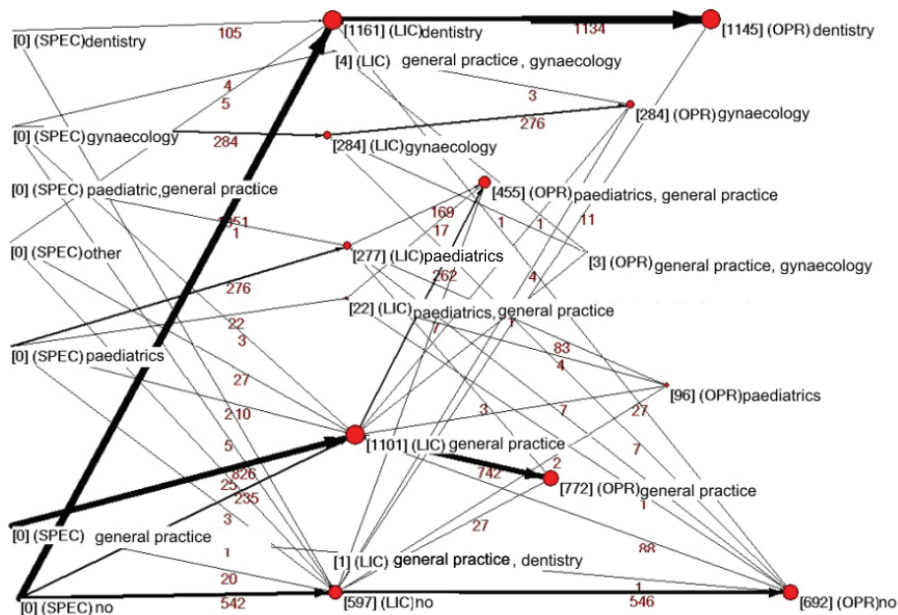 [0] (SPEC) dentistry
105
[1161] (LIC) dentistry
1134
[1145] (OPR) dentistry
[4] (LIC) general practice, gynaecology
4
5
3
[0] (SPEC) gynaecology
284
[284] (LIC) gynaecology
276
[284] (OPR) gynaecology
[0] (SPEC) paediatric, general practice
[455] (OPR) paediatrics, general practice
169
17
1
1
11
1
[0] (SPEC) other
[277] (LIC) paediatrics
[3] (OPR) general practice, gynaecology
262
4
276
[22] (LIC) paediatrics, general practice
22
3
7
1
83
4
[0] (SPEC) paediatrics
27
[96] (OPR) paediatrics
210
3
7
27
5
[1101] (LIC) general practice
7
826
742
2
25
235
[772] (OPR) general practice
1
3
27
[0] (SPEC) general practice
1
[1] (LIC) general practice, dentistry
88
20
1
542
546
[0] (SPEC) no
[597] (LIC) no
[692] (OPR) no